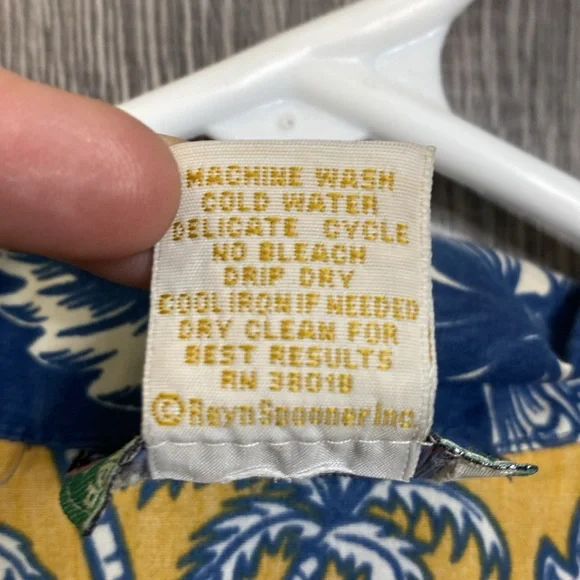 MACHINE WASH
COLD WATER
DELICATE CYCLE
NO BLEACH
DRIP DRY
COOL IRON IF NEEDED
DRY CLEAN FOR
BEST RESULTS
RN 38018
© Reyn Spooner Inc.